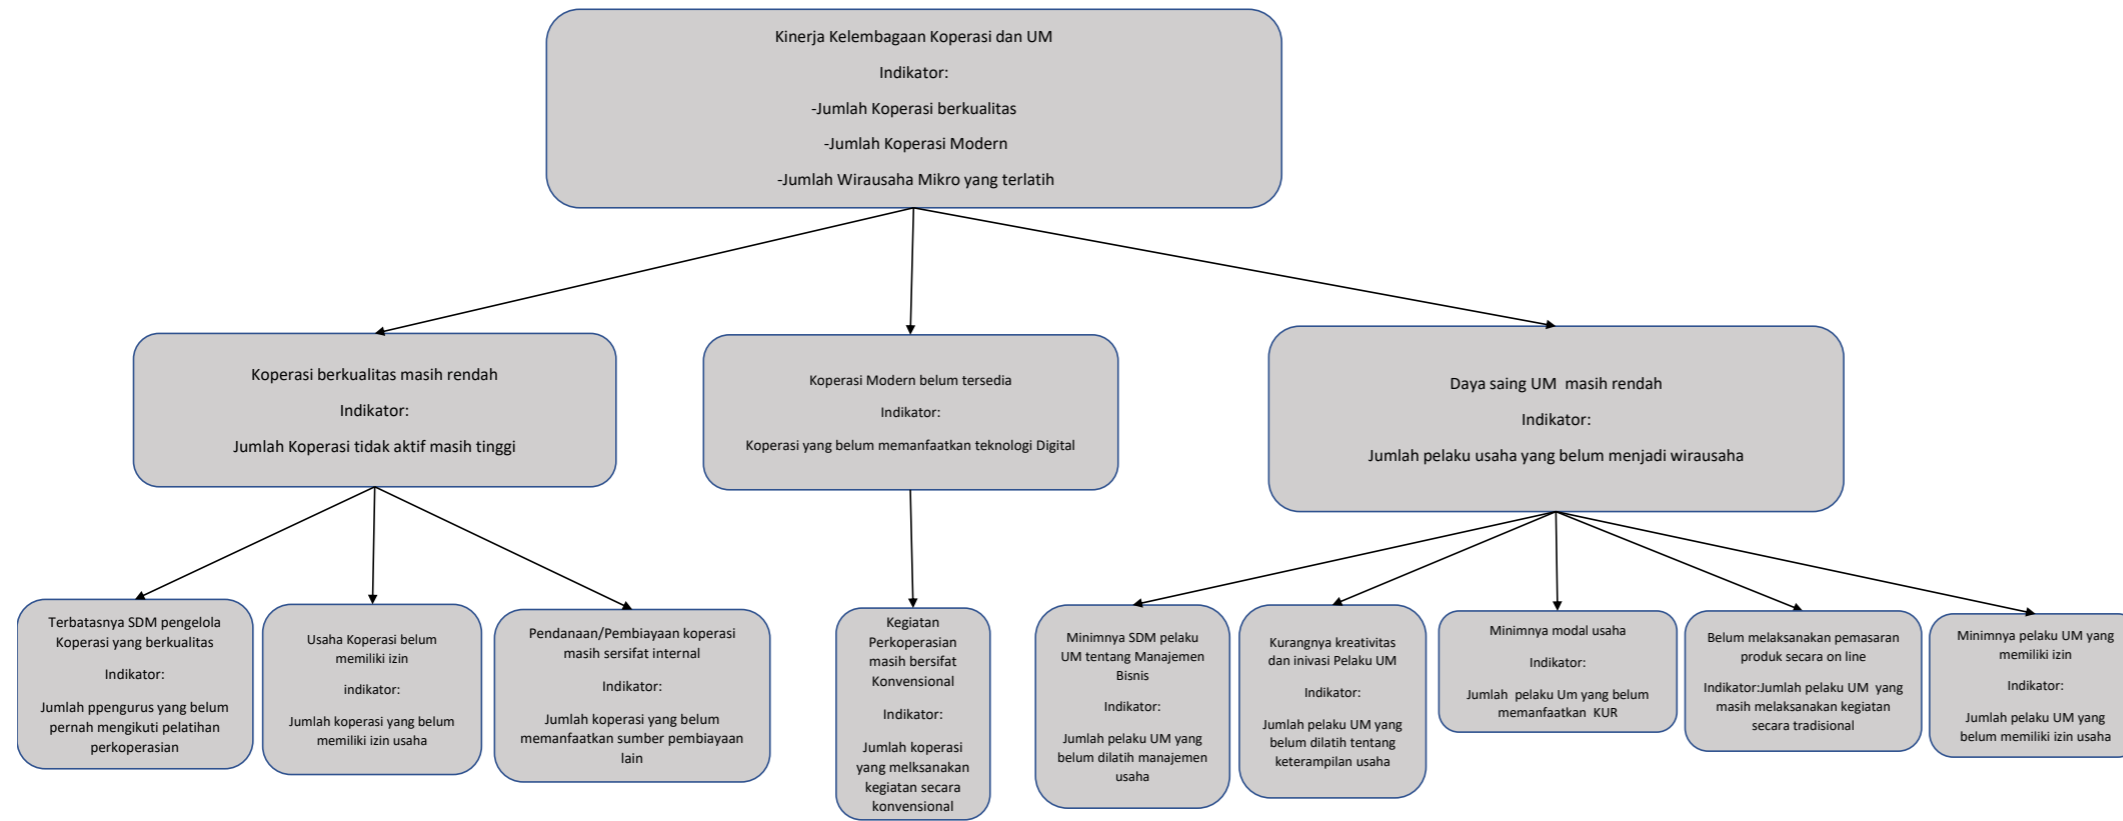 Kinerja Kelembagaan Koperasi dan UM
Indikator:
-Jumlah Koperasi berkualitas
-Jumlah Koperasi Modern
-Jumlah Wirausaha Mikro yang terlatih
Koperasi berkualitas masih rendah
Indikator:
Jumlah Koperasi tidak aktif masih tinggi
Koperasi Modern belum tersedia
Indikator:
Koperasi yang belum memanfaatkan teknologi Digital
Daya saing UM  masih rendah
Indikator:
Jumlah pelaku usaha yang belum menjadi wirausaha
Terbatasnya SDM pengelola
Koperasi yang berkualitas
Indikator:
Jumlah ppengurus yang belum
pernah mengikuti pelatihan
perkoperasian
Usaha Koperasi belum
memiliki izin
indikator:
Jumlah koperasi yang belum
memiliki izin usaha
Pendanaan/Pembiayaan koperasi
masih sersifat internal
Indikator:
Jumlah koperasi yang belum
memanfaatkan sumber pembiayaan
lain
Kegiatan
Perkoperasian
masih bersifat
Konvensional
Indikator:
Jumlah koperasi
yang melksanakan
kegiatan secara
konvensional
Minimnya SDM pelaku
UM tentang Manajemen
Bisnis
Indikator:
Jumlah pelaku UM yang
belum dilatih manajemen
usaha
Kurangnya kreativitas
dan inivasi Pelaku UM
Indikator:
Jumlah pelaku UM yang
belum dilatih tentang
keterampilan usaha
Minimnya modal usaha
Indikator:
Jumlah  pelaku Um yang belum
memanfaatkan  KUR
Belum melaksanakan pemasaran
produk secara on line
Indikator:Jumlah pelaku UM  yang
masih melaksanakan kegiatan
secara tradisional
Minimnya pelaku UM yang
memiliki izin
Indikator:
Jumlah pelaku UM yang
belum memiliki izin usaha